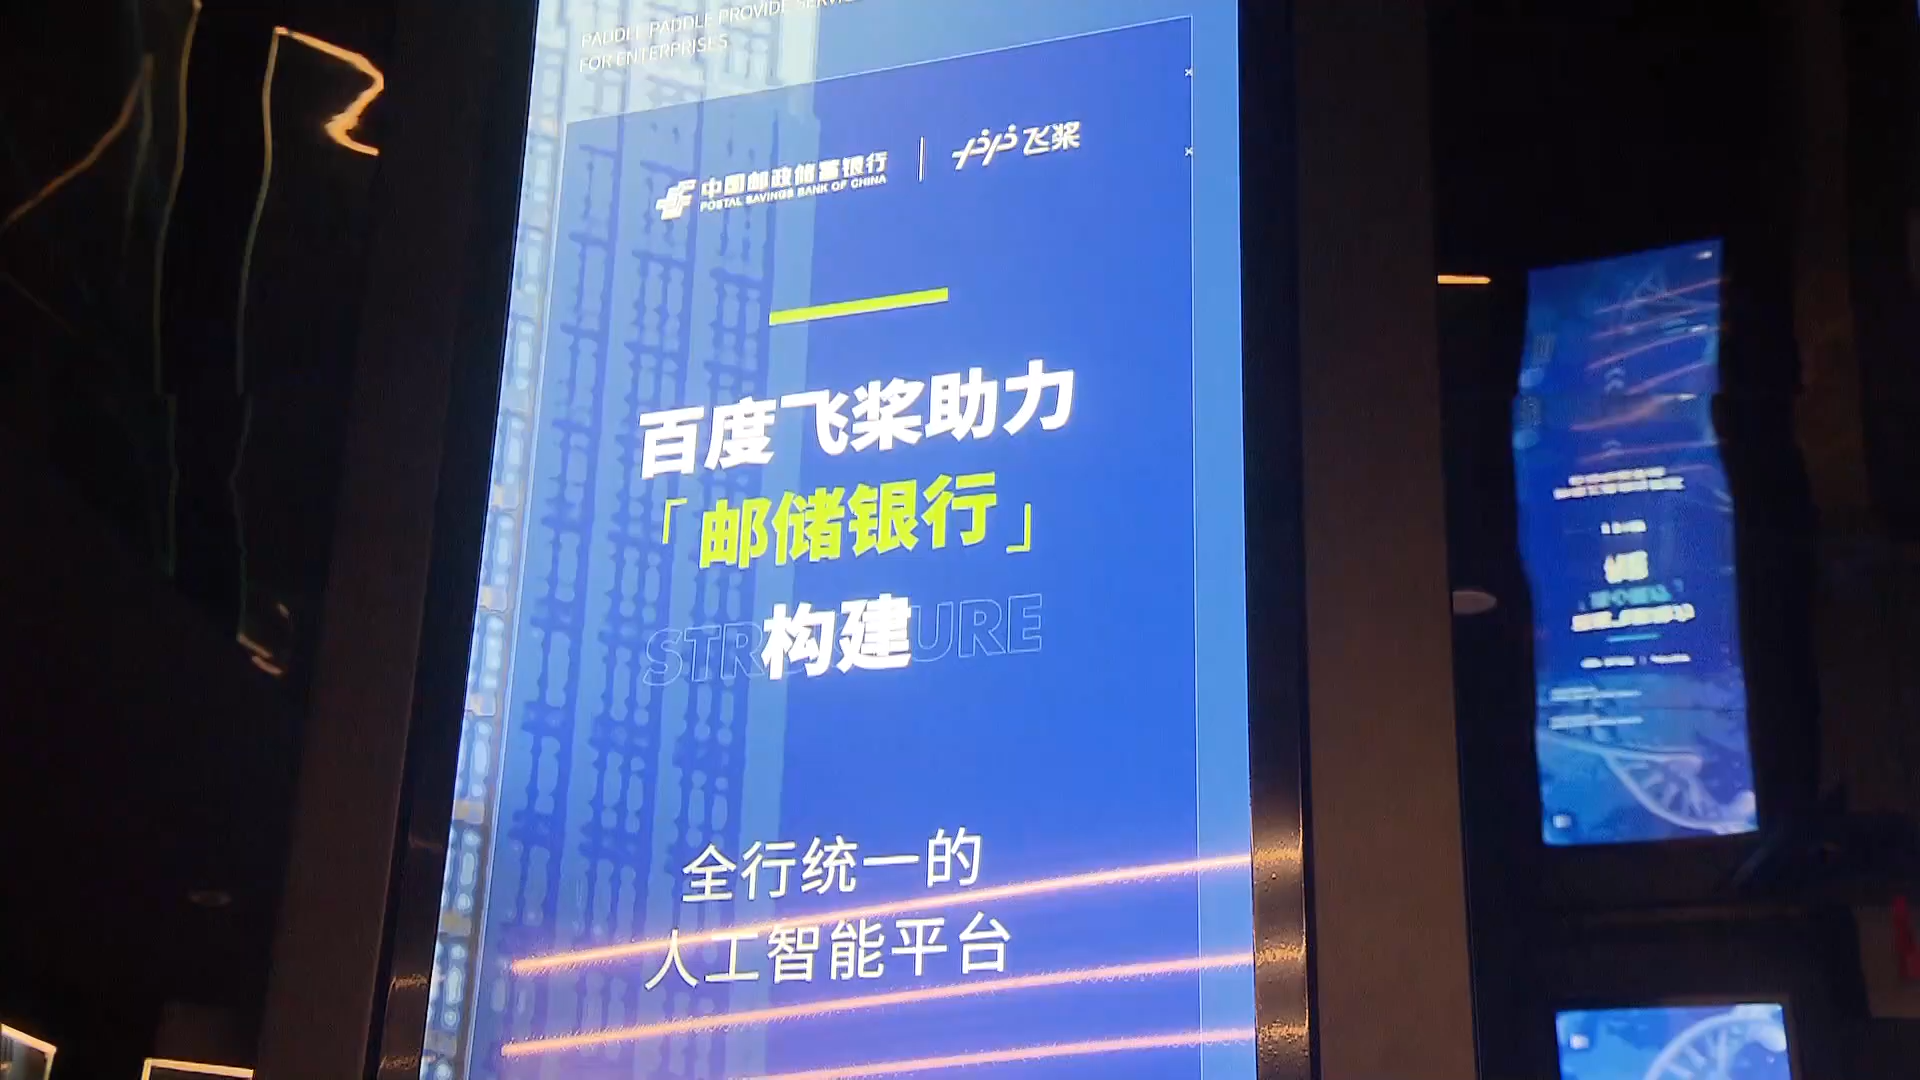 PADDLE PADDLE PROVIDE
FOR ENTERPRISES
中国邮政储蓄银行
POSTAL SAVINGS BANK OF CHINA
飞桨
百度飞桨助力
「邮储银行」
构建
全行统一的
人工智能平台